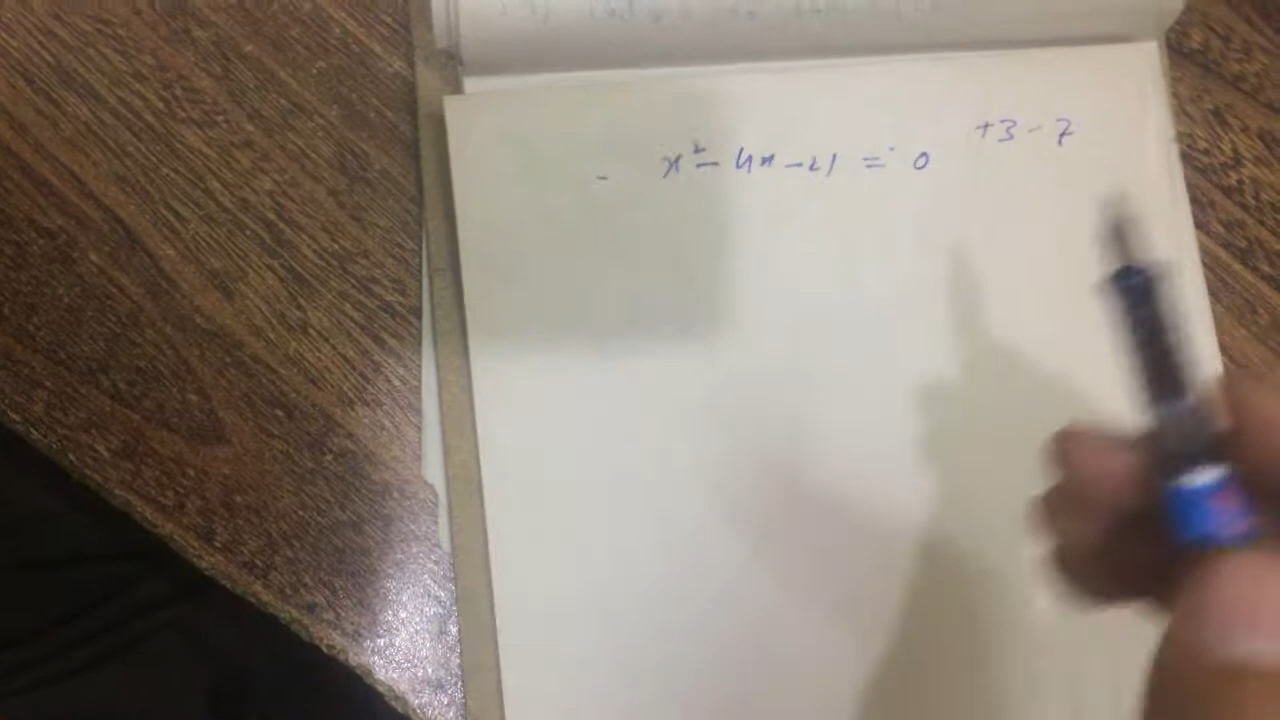 x² - 4x - 21 = 0
+3 - 7